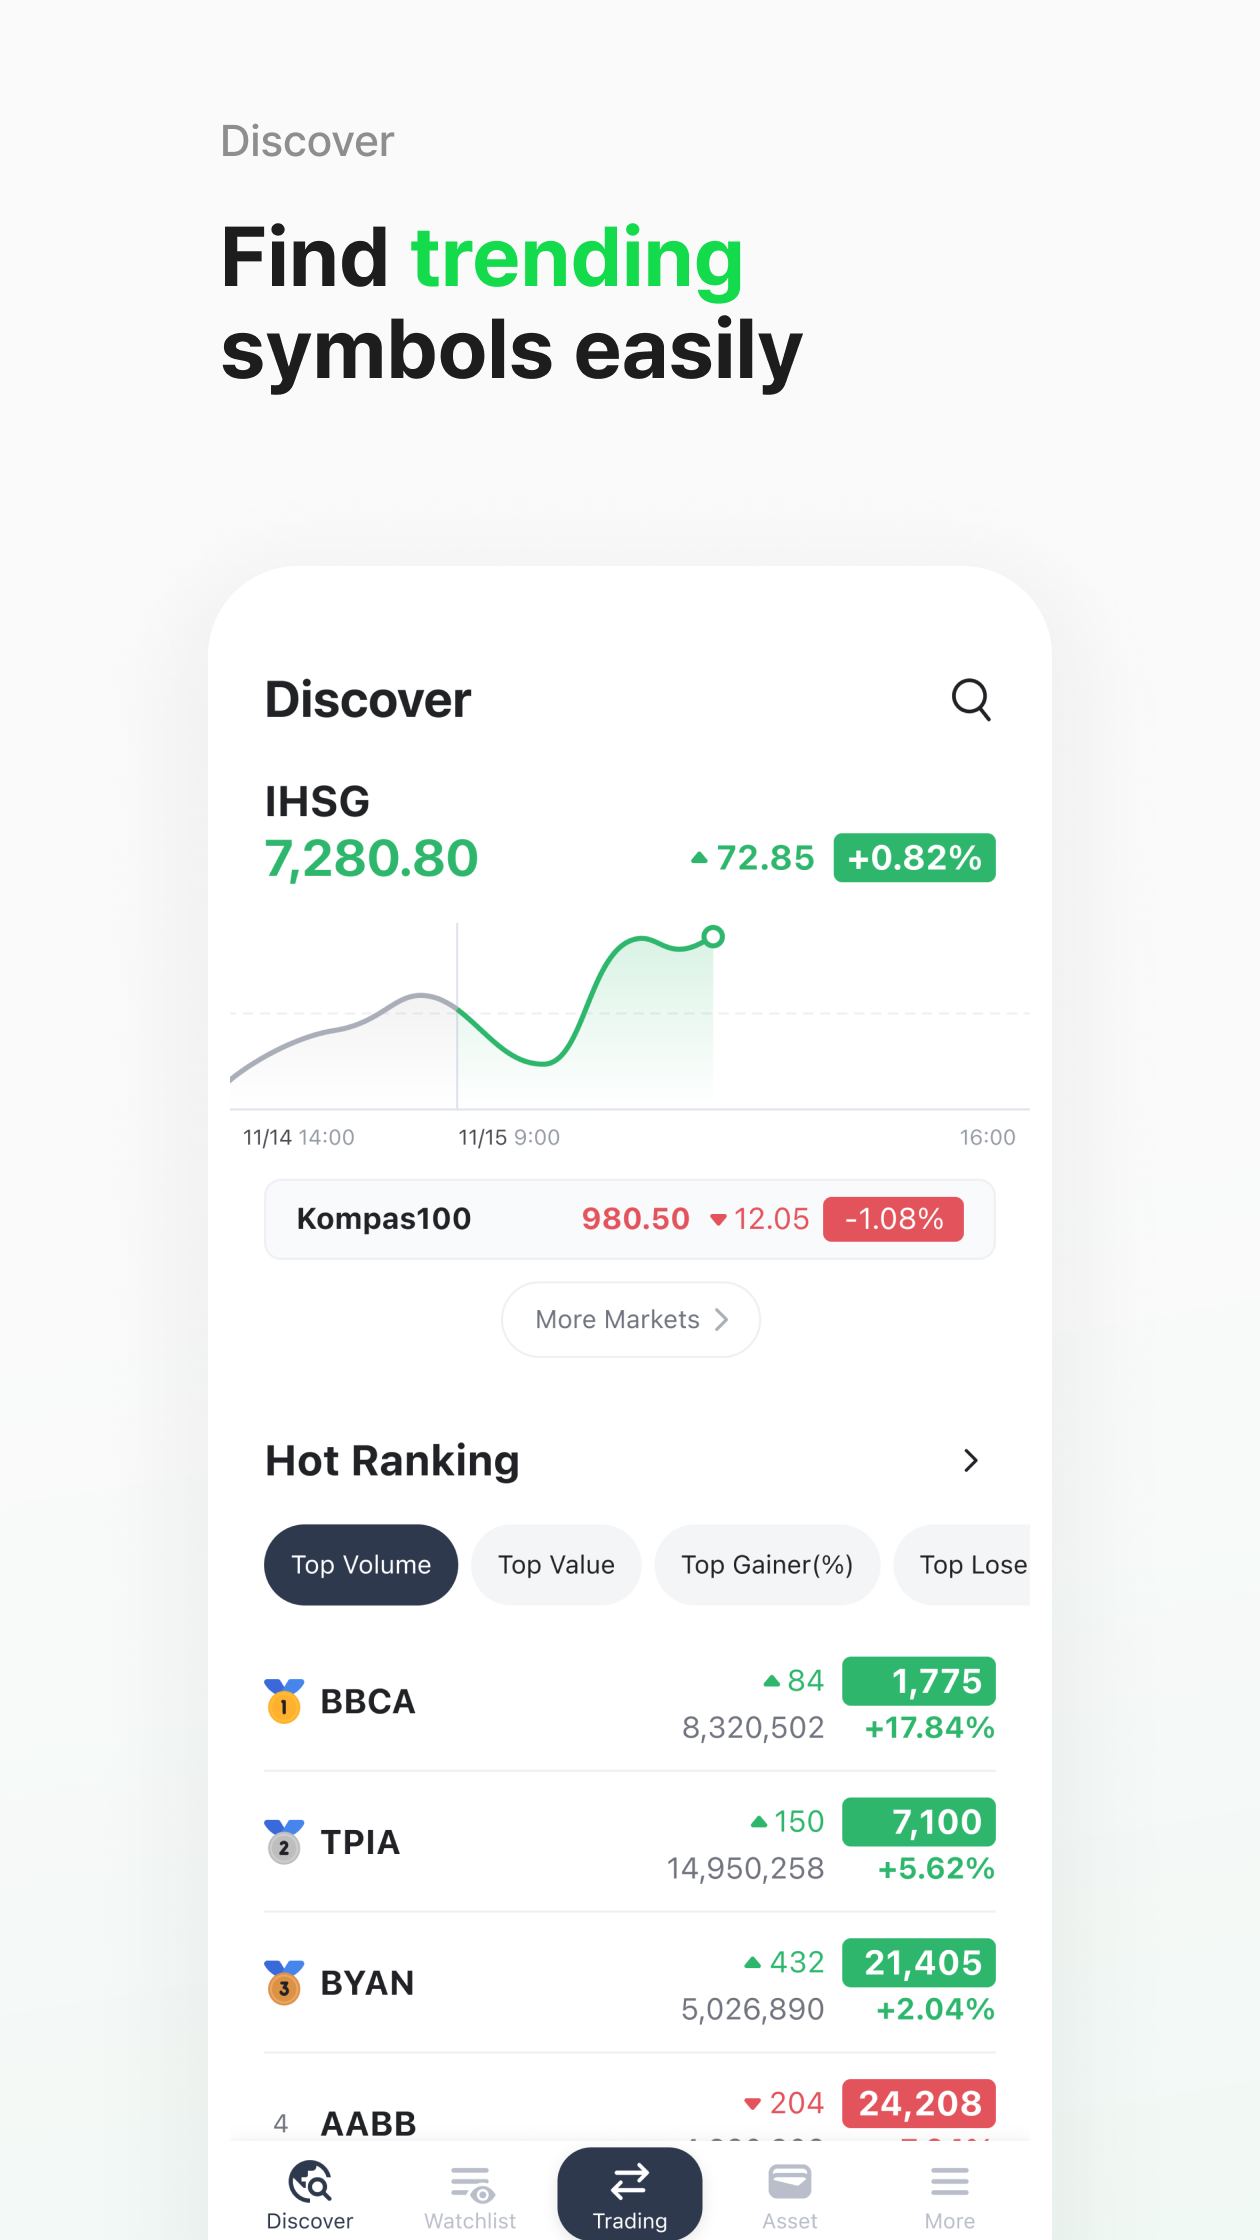 Discover
Find trending
symbols easily
Discover
IHSG
7,280.80 72.85 +0.82%
11/14 14:00 11/15 9:00 16:00
Kompas100 980.50 12.05 -1.08%
More Markets
Hot Ranking
Top Volume Top Value Top Gainer(%) Top Lose
84 1,775
1 BBCA
8,320,502 +17.84%
150 7,100
2 TPIA
14,950,258 +5.62%
432 21,405
3 BYAN
5,026,890 +2.04%
204 24,208
4 AABB
Discover Watchlist Trading Asset More